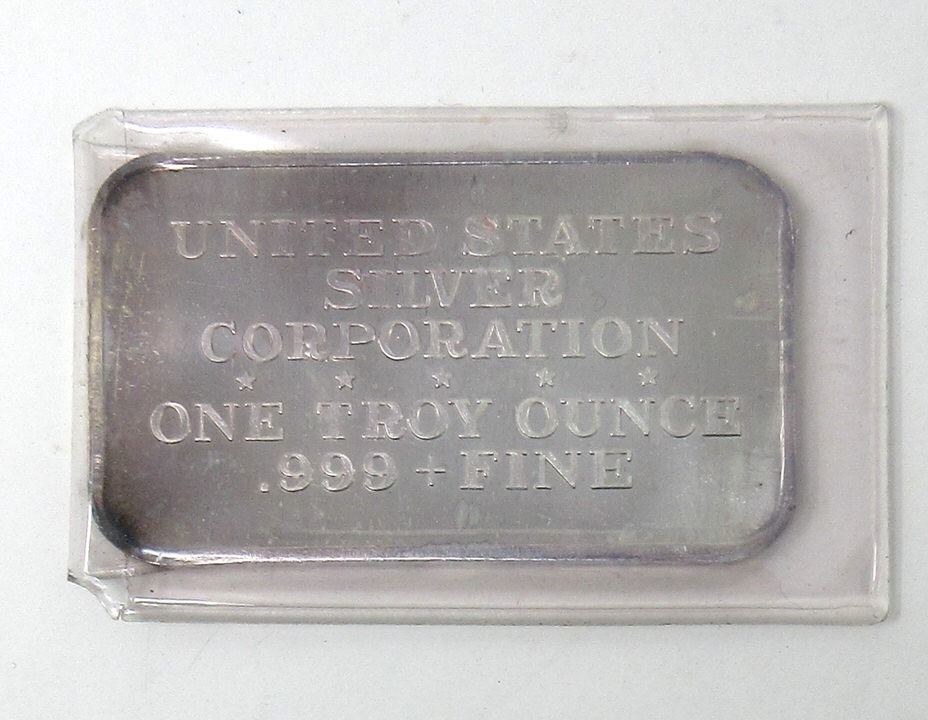 UNITED STATES
SILVER
CORPORATION
ONE TROY OUNCE
.999+FINE